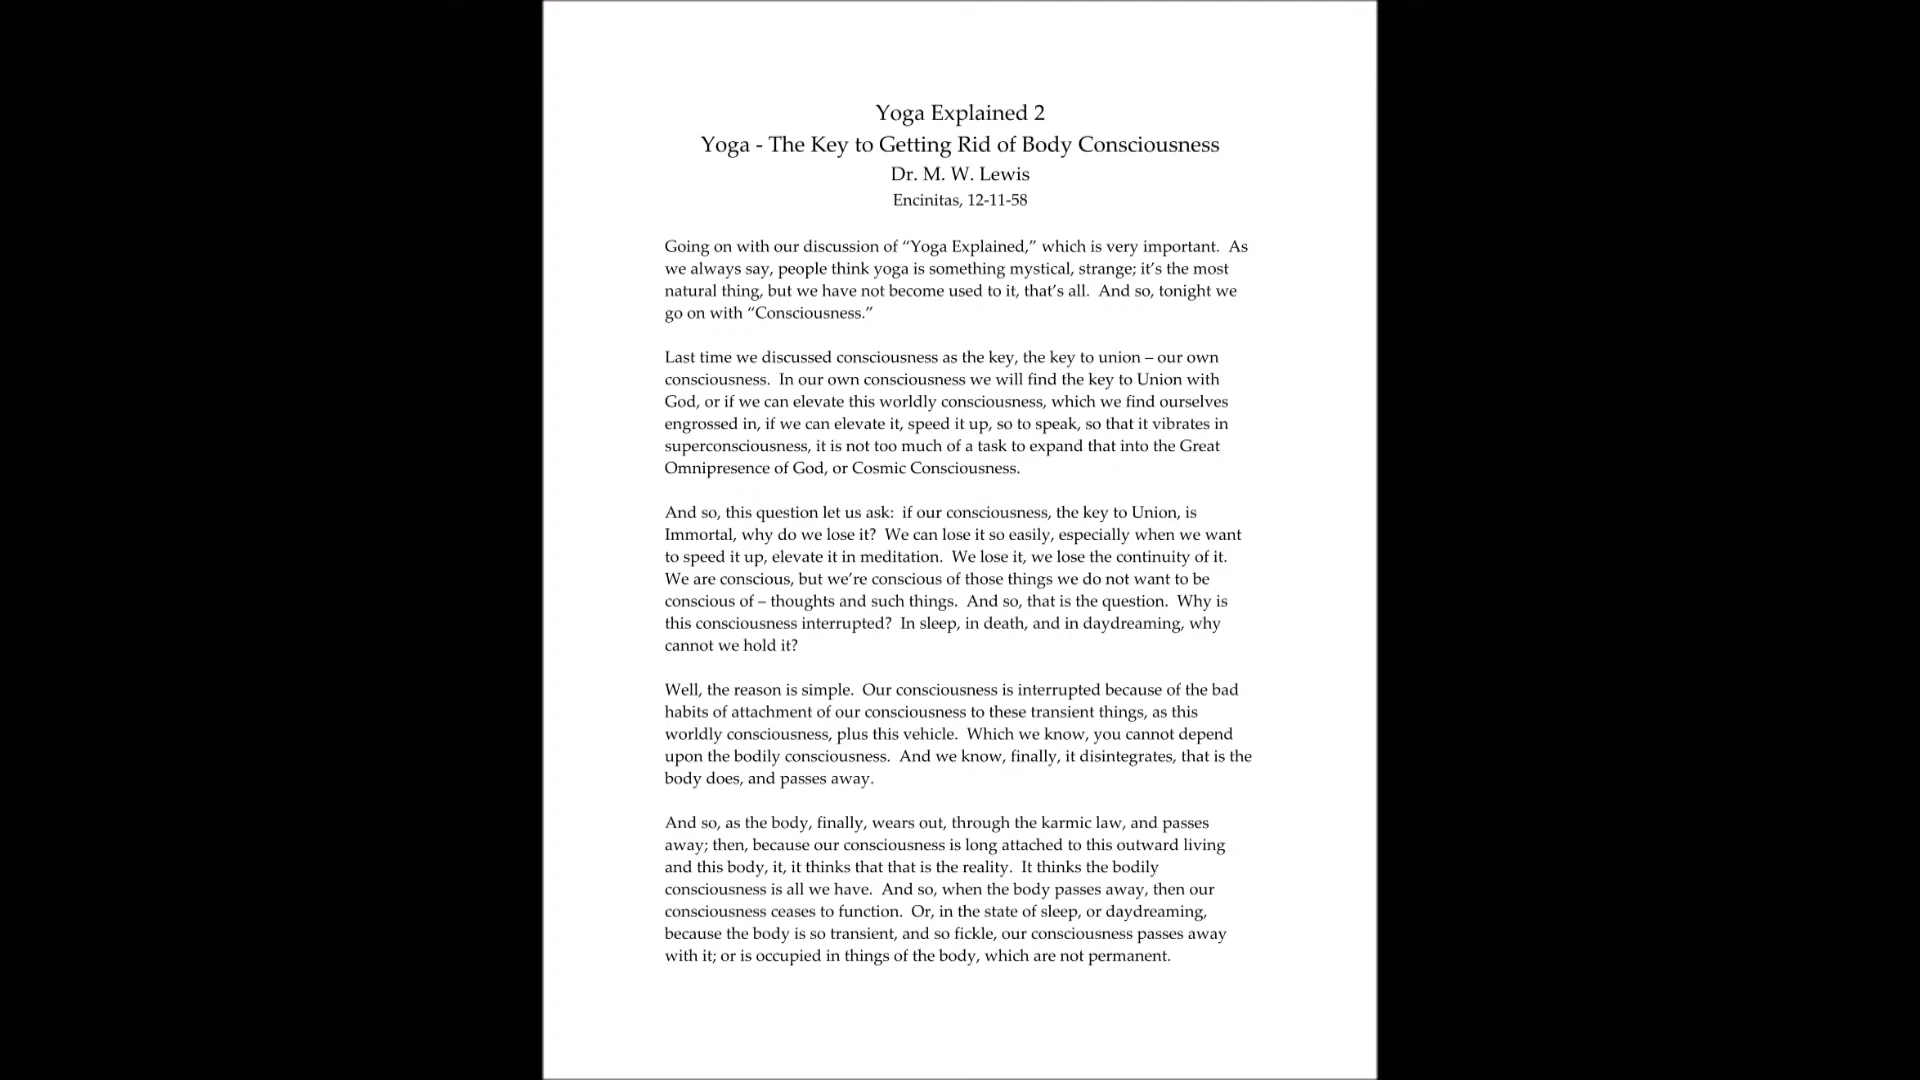 Yoga Explained 2
Yoga - The Key to Getting Rid of Body Consciousness
Dr. M. W. Lewis
Encinitas, 12-11-58
Going on with our discussion of “Yoga Explained,” which is very important.  As
we always say, people think yoga is something mystical, strange; it’s the most
natural thing, but we have not become used to it, that’s all.  And so, tonight we
go on with “Consciousness.”
Last time we discussed consciousness as the key, the key to union – our own
consciousness.  In our own consciousness we will find the key to Union with
God, or if we can elevate this worldly consciousness, which we find ourselves
engrossed in, if we can elevate it, speed it up, so to speak, so that it vibrates in
superconsciousness, it is not too much of a task to expand that into the Great
Omnipresence of God, or Cosmic Consciousness.
And so, this question let us ask:  if our consciousness, the key to Union, is
Immortal, why do we lose it?  We can lose it so easily, especially when we want
to speed it up, elevate it in meditation.  We lose it, we lose the continuity of it.
We are conscious, but we’re conscious of those things we do not want to be
conscious of – thoughts and such things.  And so, that is the question.  Why is
this consciousness interrupted?  In sleep, in death, and in daydreaming, why
cannot we hold it?
Well, the reason is simple.  Our consciousness is interrupted because of the bad
habits of attachment of our consciousness to these transient things, as this
worldly consciousness, plus this vehicle.  Which we know, you cannot depend
upon the bodily consciousness.  And we know, finally, it disintegrates, that is the
body does, and passes away.
And so, as the body, finally, wears out, through the karmic law, and passes
away; then, because our consciousness is long attached to this outward living
and this body, it, it thinks that that is the reality.  It thinks the bodily
consciousness is all we have.  And so, when the body passes away, then our
consciousness ceases to function.  Or, in the state of sleep, or daydreaming,
because the body is so transient, and so fickle, our consciousness passes away
with it; or is occupied in things of the body, which are not permanent.